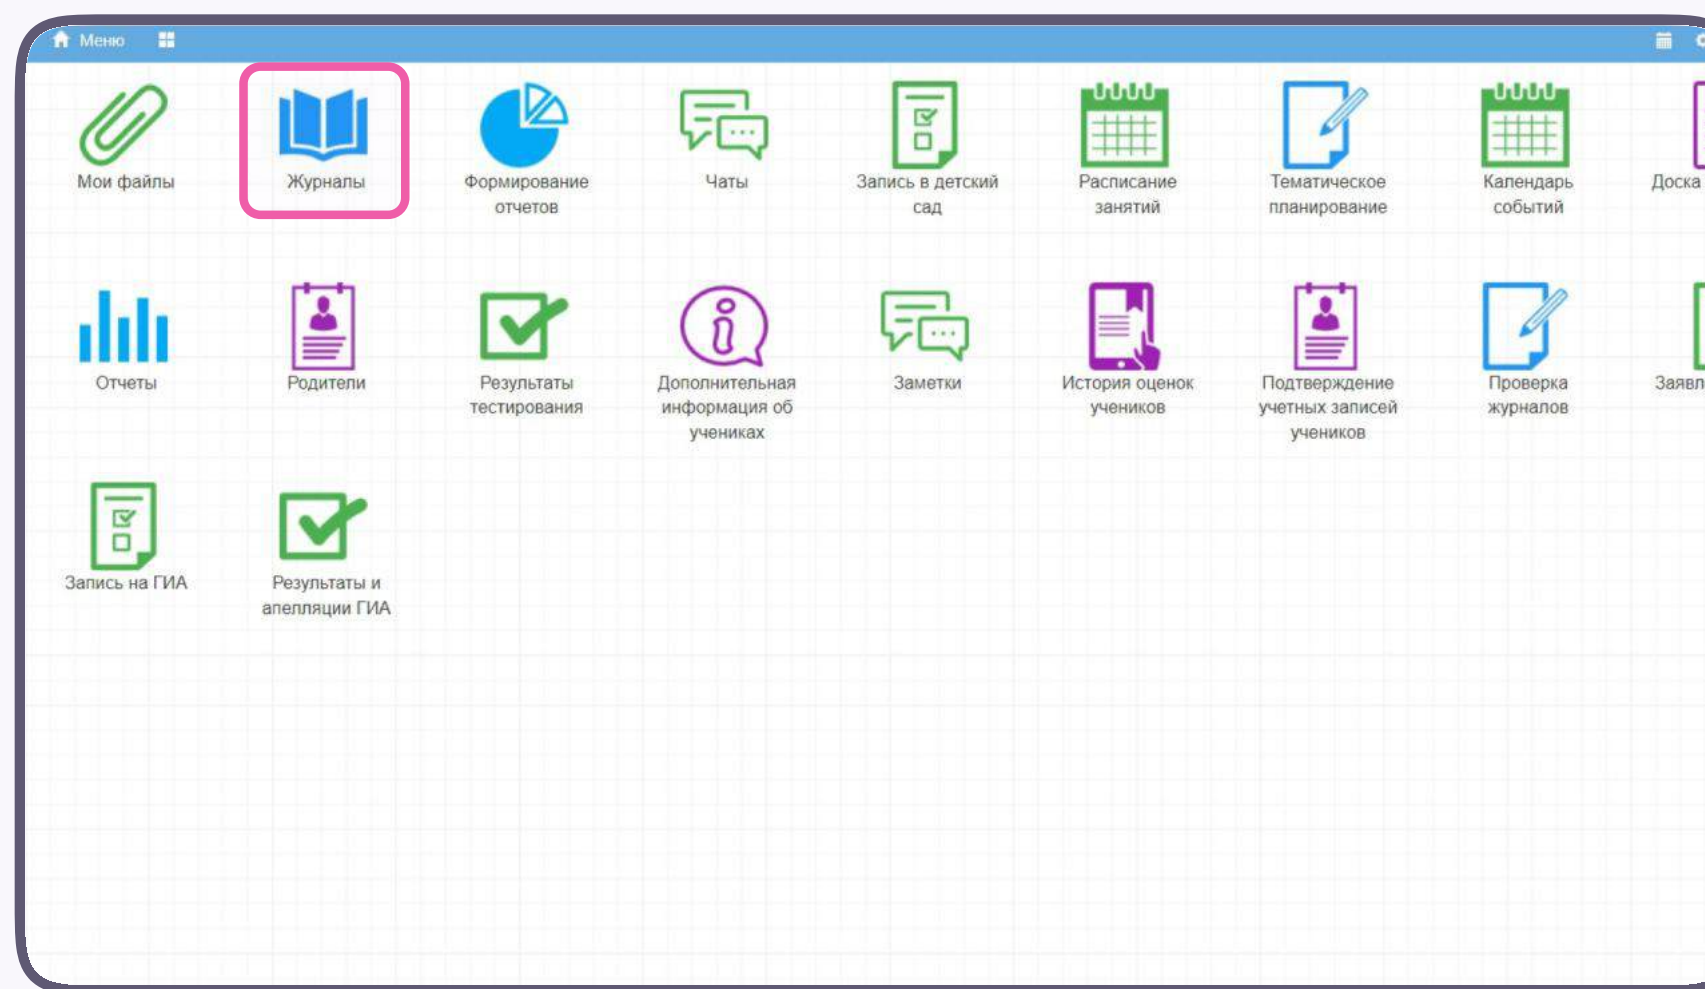 Меню
Мои файлы
Журналы
Формирование
отчетов
Чаты
Запись в детский
сад
Расписание
занятий
Тематическое
планирование
Календарь
событий
Доска
Отчеты
Родители
Результаты
тестирования
Дополнительная
информация об
учениках
Заметки
История оценок
учеников
Подтверждение
учетных записей
учеников
Проверка
журналов
Запись на ГИА
Результаты и
апелляции ГИА